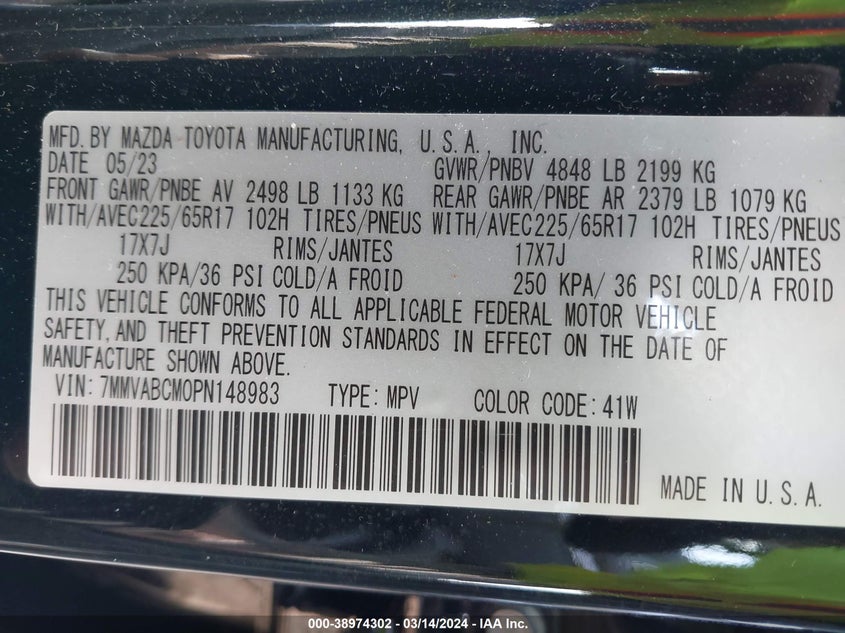 MFD. BY MAZDA TOYOTA MANUFACTURING, U.S.A., INC.
DATE 05/23 GVWR/PNBV 4848 LB 2199 KG
FRONT GAWR/PNBE AV 2498 LB 1133 KG REAR GAWR/PNBE AR 2379 LB 1079 KG
WITH/AVEC225/65R17 102H TIRES/PNEUS WITH/AVEC225/65R17 102H TIRES/PNEUS
17X7J RIMS/JANTES 17X7J RIMS/JANTES
250 KPA/36 PSI COLD/A FROID 250 KPA/ 36 PSI COLD/A FROID
THIS VEHICLE CONFORMS TO ALL APPLICABLE FEDERAL MOTOR VEHICLE
SAFETY, AND THEFT PREVENTION STANDARDS IN EFFECT ON THE DATE OF
MANUFACTURE SHOWN ABOVE.
VIN: 7MMVABCM0PN148983 TYPE: MPV COLOR CODE: 41W
MADE IN U.S.A.
000-38974302 - 03/14/2024 - IAA Inc.